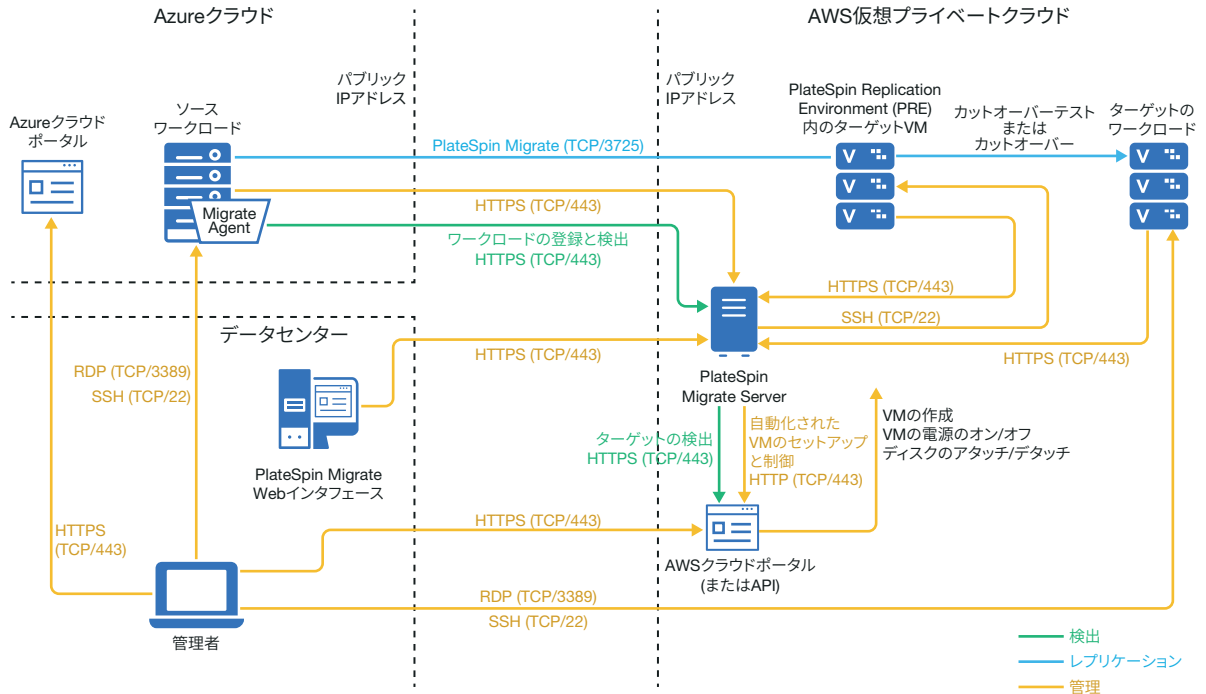 Azureクラウド
AWS仮想プライベートクラウド
パブリック
IPアドレス
パブリック
IPアドレス
Azureクラウド
ポータル
ソース
ワークロード
PlateSpin Replication
Environment (PRE)
内のターゲットVM
カットオーバーテスト
または
カットオーバー
ターゲットの
ワークロード
PlateSpin Migrate (TCP/3725)
HTTPS (TCP/443)
Migrate
Agent
ワークロードの登録と検出
HTTPS (TCP/443)
V
V
V
V
V
V
HTTPS (TCP/443)
SSH (TCP/22)
HTTPS (TCP/443)
データセンター
HTTPS (TCP/443)
RDP (TCP/3389)
SSH (TCP/22)
PlateSpin
Migrate Server
PlateSpin Migrate
Webインタフェース
ターゲットの検出
HTTPS (TCP/443)
自動化された
VMのセットアップ
と制御
HTTP (TCP/443)
VMの作成
VMの電源のオン/オフ
ディスクのアタッチ/デタッチ
HTTPS
(TCP/443)
HTTPS (TCP/443)
AWSクラウドポータル
(またはAPI)
RDP (TCP/3389)
SSH (TCP/22)
管理者
検出
レプリケーション
管理